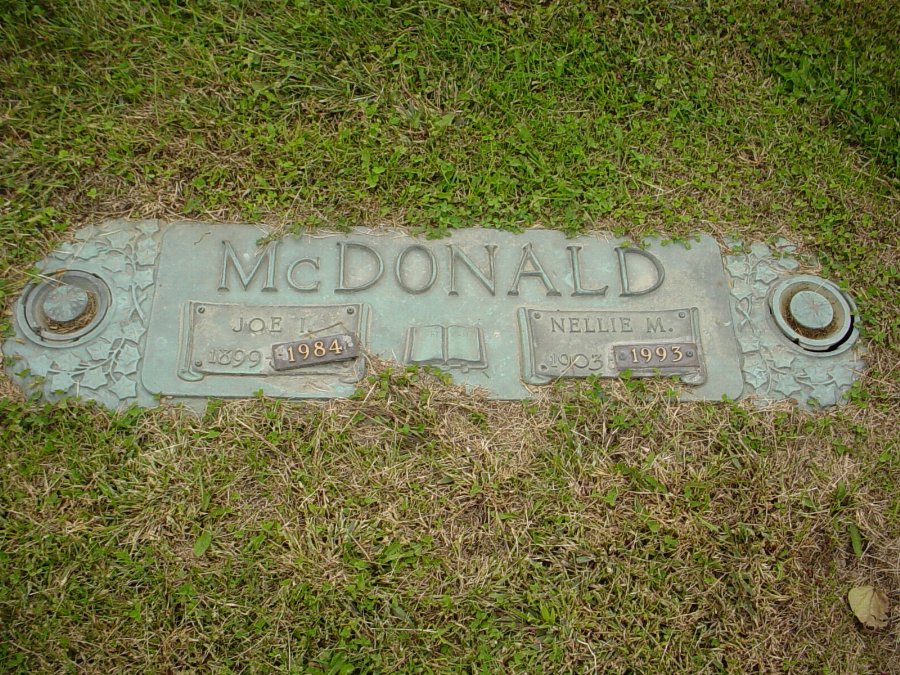 McDONALD
JOE I.
1899 1984
NELLIE M.
1903 1993